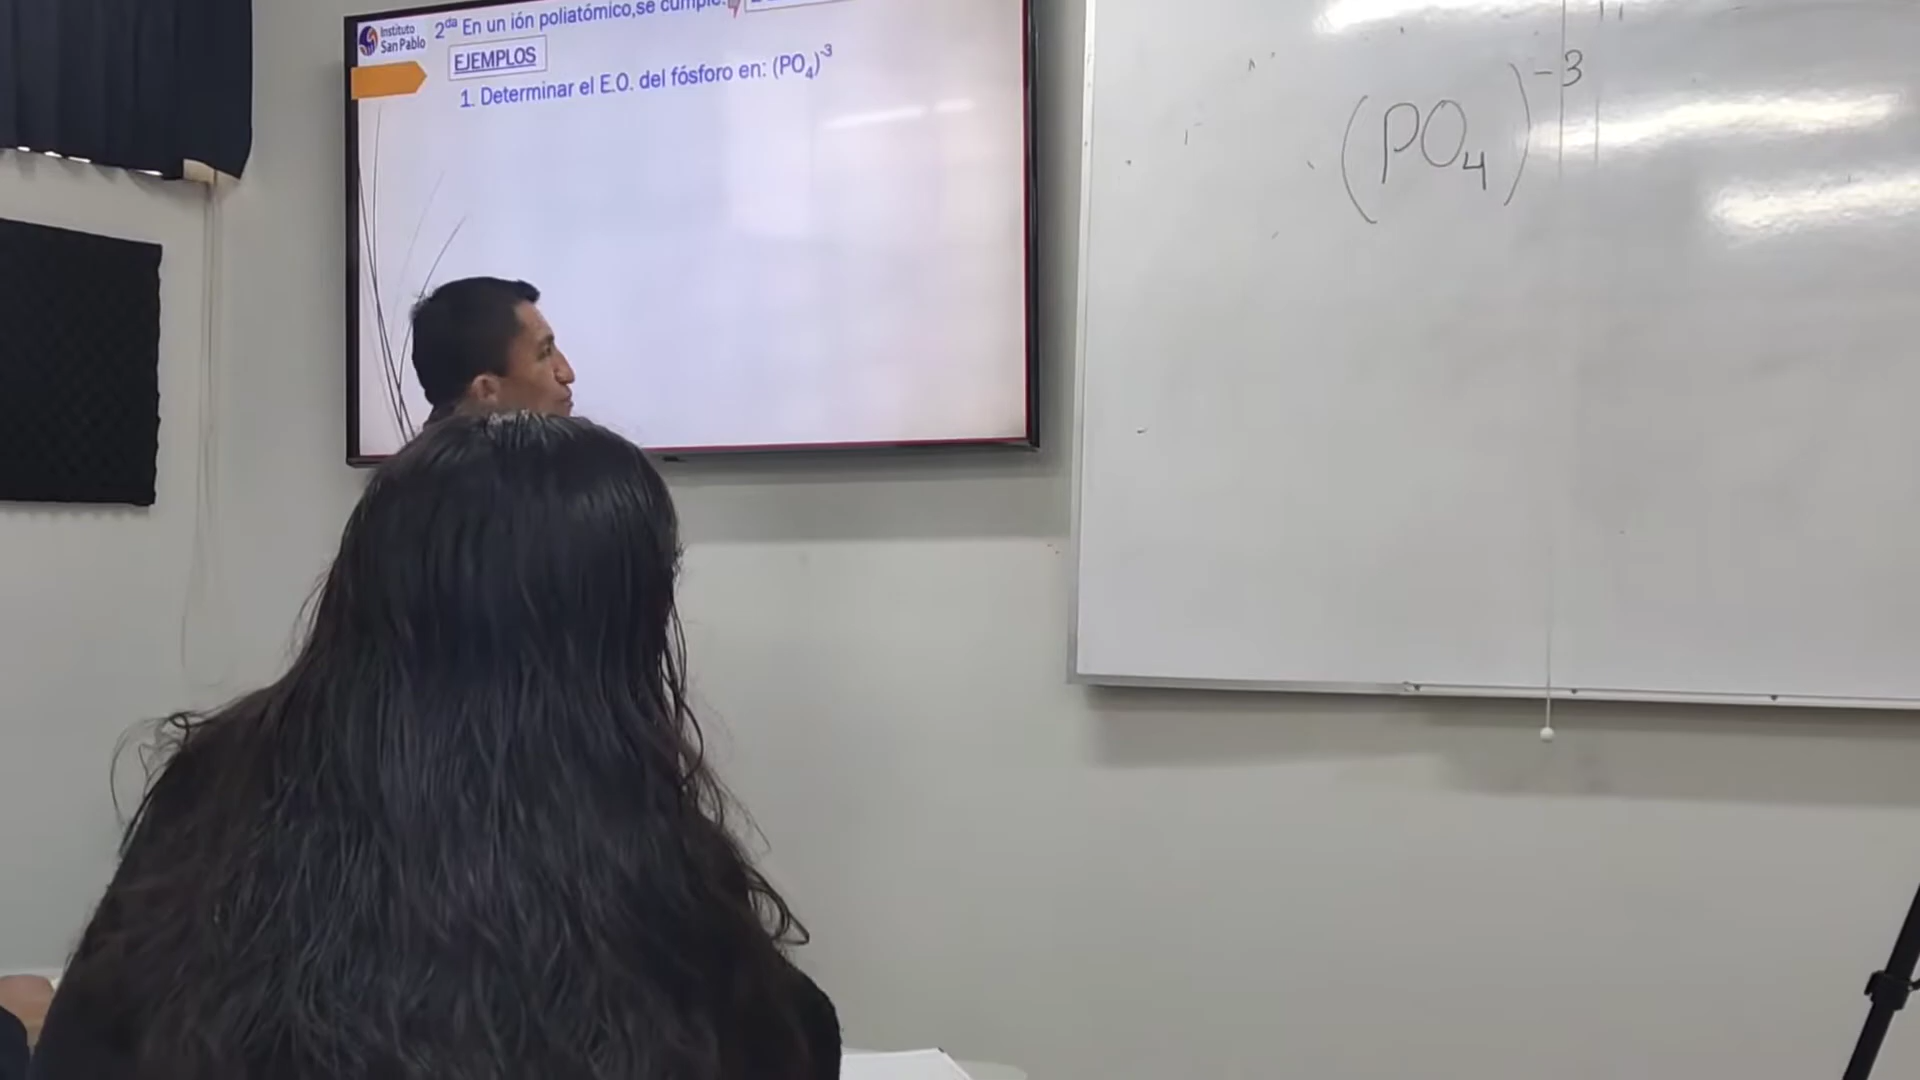 Instituto
San Pablo
2da En un ión poliatómico,se cumple:
EJEMPLOS
1. Determinar el E.O. del fósforo en: (PO4)-3
(PO4)-3